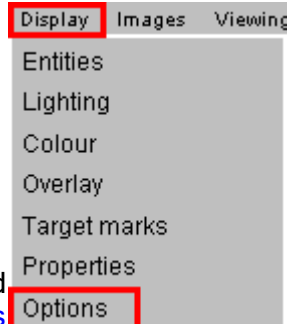 Display Images Viewing
Entities
Lighting
Colour
Overlay
Target marks
Properties
Options